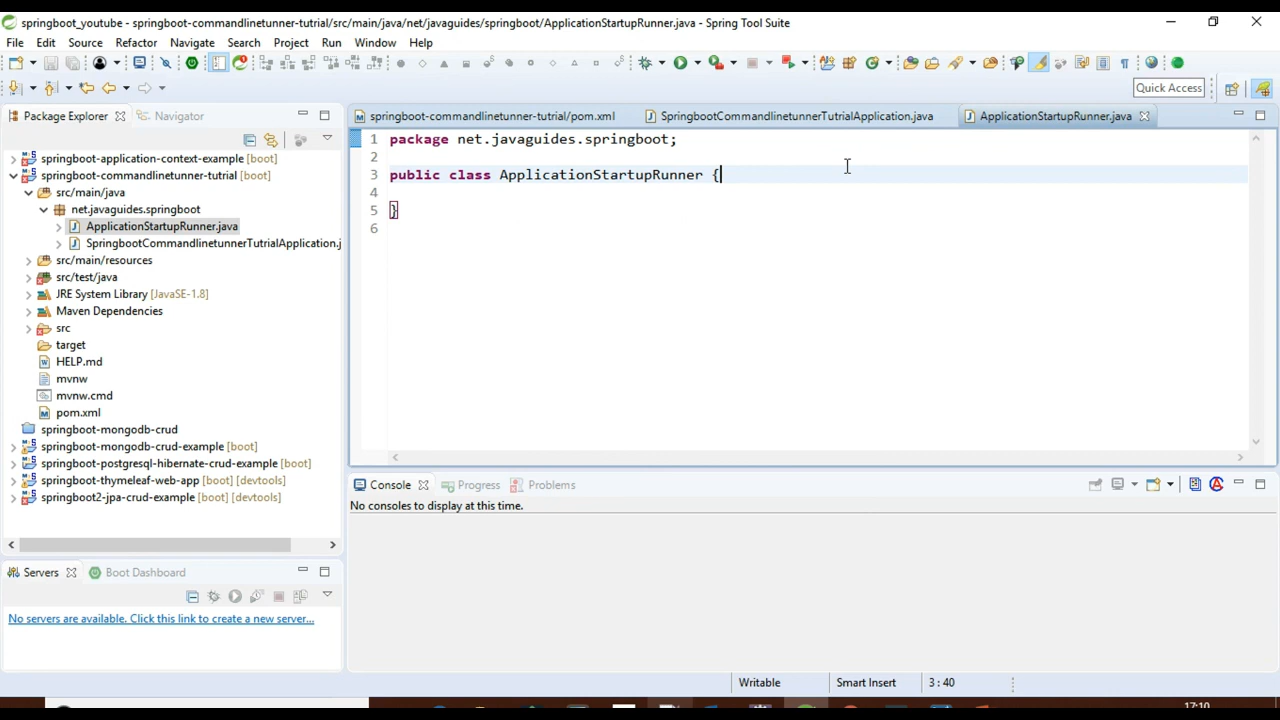 springboot_youtube - springboot-commandlinetunner-tutrial/src/main/java/net/javaguides/springboot/ApplicationStartupRunner.java - Spring Tool Suite
File Edit Source Refactor Navigate Search Project Run Window Help
Quick Access
Package Explorer
Navigator
springboot-application-context-example [boot]
springboot-commandlinetunner-tutrial [boot]
src/main/java
net.javaguides.springboot
ApplicationStartupRunner.java
SpringbootCommandlinetunnerTutrialApplication.j
src/main/resources
src/test/java
JRE System Library [JavaSE-1.8]
Maven Dependencies
src
target
HELP.md
mvnw
mvnw.cmd
pom.xml
springboot-mongodb-crud
springboot-mongodb-crud-example [boot]
springboot-postgresql-hibernate-crud-example [boot]
springboot-thymeleaf-web-app [boot] [devtools]
springboot2-jpa-crud-example [boot] [devtools]
Servers
Boot Dashboard
No servers are available. Click this link to create a new server...
springboot-commandlinetunner-tutrial/pom.xml
SpringbootCommandlinetunnerTutrialApplication.java
ApplicationStartupRunner.java
1 package net.javaguides.springboot;
2
3 public class ApplicationStartupRunner {
4
5 }
6
Console
Progress
Problems
No consoles to display at this time.
Writable
Smart Insert
3 : 40
17:10